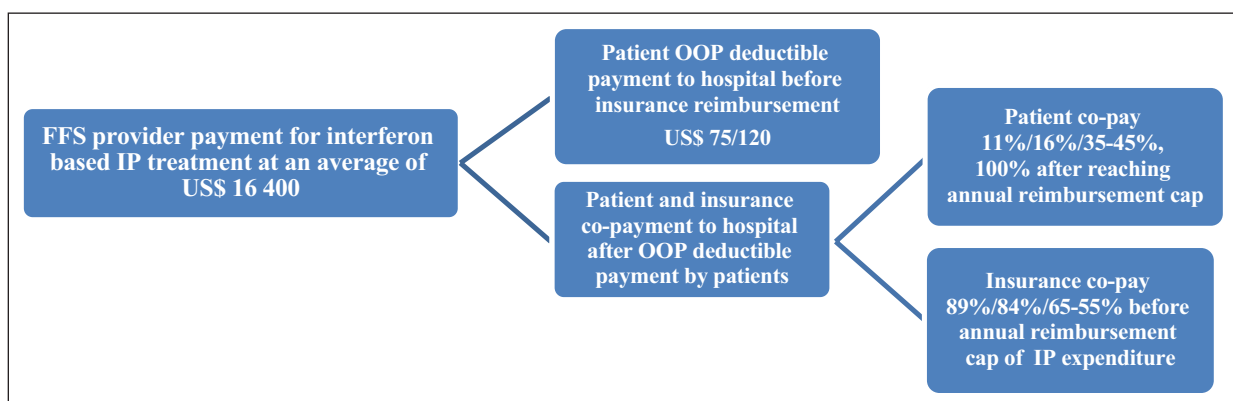 FFS provider payment for interferon
based IP treatment at an average of
US$ 16 400
Patient OOP deductible
payment to hospital before
insurance reimbursement
US$ 75/120
Patient and insurance
co-payment to hospital
after OOP deductible
payment by patients
Patient co-pay
11%/16%/35-45%,
100% after reaching
annual reimbursement cap
Insurance co-pay
89%/84%/65-55% before
annual reimbursement
cap of IP expenditure